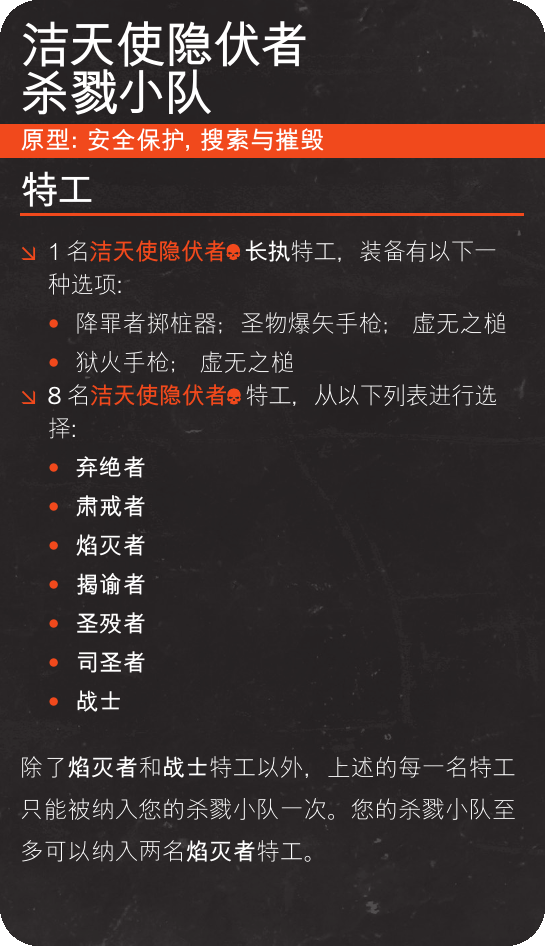 洁天使隐伏者
杀戮小队
原型: 安全保护, 搜索与摧毁
特工
1 名洁天使隐伏者长执特工，装备有以下一
种选项:
降罪者掷桩器；圣物爆矢手枪； 虚无之槌
狱火手枪； 虚无之槌
8 名洁天使隐伏者特工，从以下列表进行选
择:
弃绝者
肃戒者
焰灭者
揭谕者
圣殁者
司圣者
战士
除了焰灭者和战士特工以外，上述的每一名特工
只能被纳入您的杀戮小队一次。您的杀戮小队至
多可以纳入两名焰灭者特工。